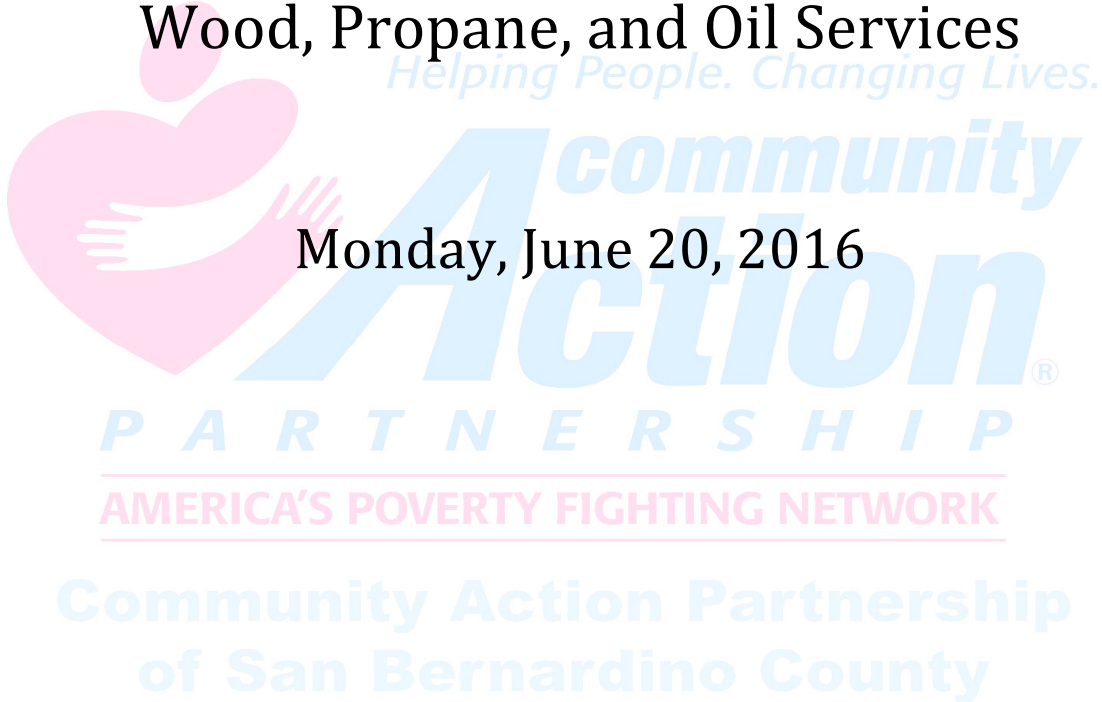 Wood, Propane, and Oil Services
Helping People. Changing Lives.
community
Action®
Monday, June 20, 2016
PARTNERSHIP
AMERICA'S POVERTY FIGHTING NETWORK
Community Action Partnership
of San Bernardino County